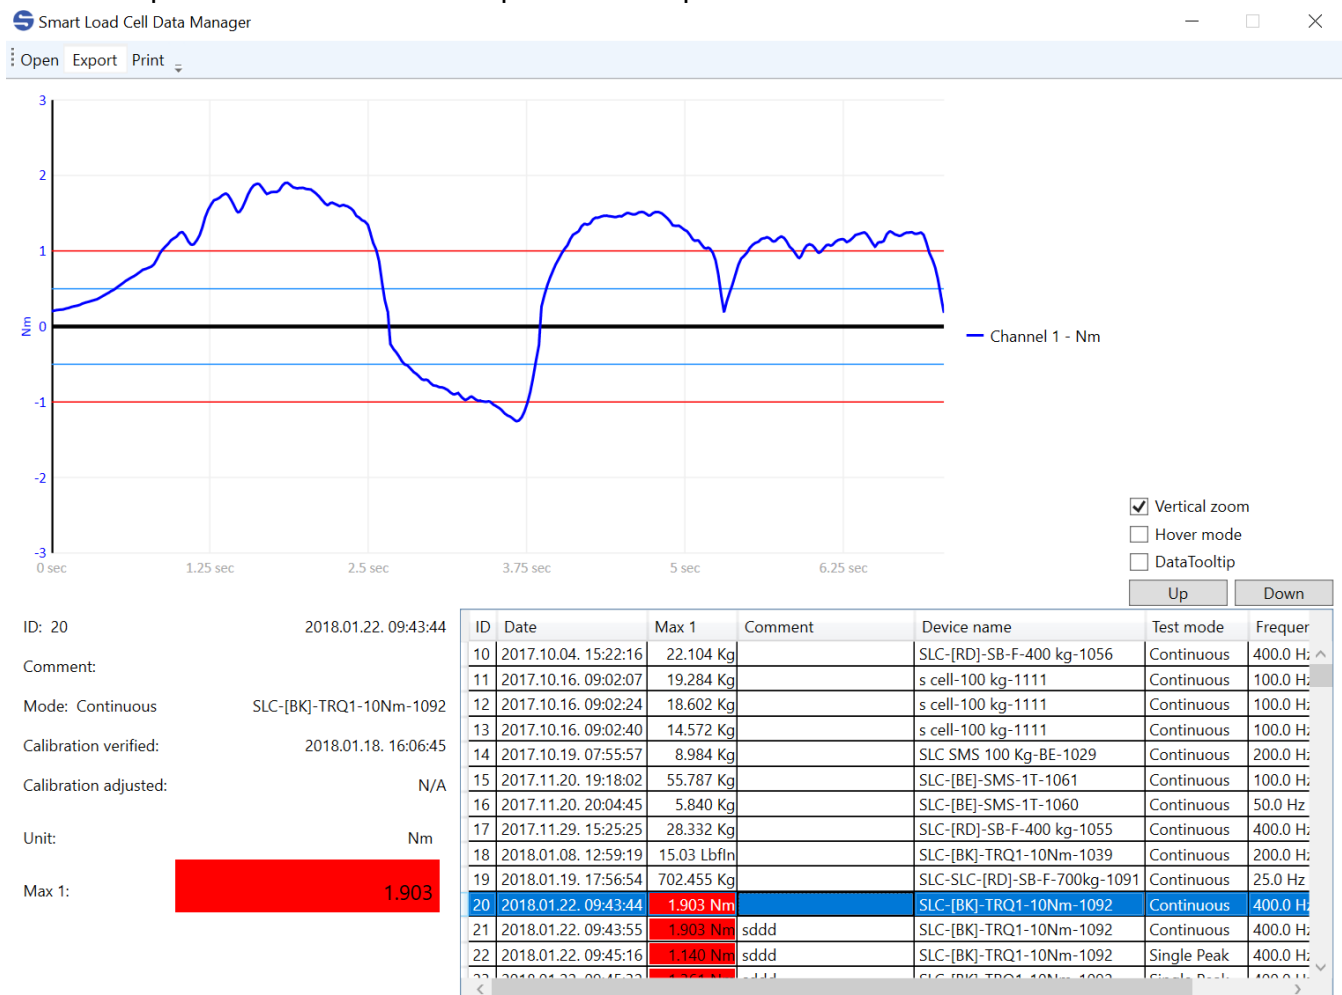 Smart Load Cell Data Manager
Open Export Print
3
2
1
0
-1
-2
-3
Nm
0 sec 1.25 sec 2.5 sec 3.75 sec 5 sec 6.25 sec
Channel 1 - Nm
Vertical zoom
Hover mode
DataTooltip
Up Down
ID: 20 2018.01.22. 09:43:44
Comment:
Mode: Continuous SLC-[BK]-TRQ1-10Nm-1092
Calibration verified: 2018.01.18. 16:06:45
Calibration adjusted: N/A
Unit: Nm
Max 1: 1.903
ID Date Max 1 Comment Device name Test mode Frequer
10 2017.10.04. 15:22:16 22.104 Kg SLC-[RD]-SB-F-400 kg-1056 Continuous 400.0 Hz
11 2017.10.16. 09:02:07 19.284 Kg s cell-100 kg-1111 Continuous 100.0 Hz
12 2017.10.16. 09:02:24 18.602 Kg s cell-100 kg-1111 Continuous 100.0 Hz
13 2017.10.16. 09:02:40 14.572 Kg s cell-100 kg-1111 Continuous 100.0 Hz
14 2017.10.19. 07:55:57 8.984 Kg SLC SMS 100 Kg-BE-1029 Continuous 200.0 Hz
15 2017.11.20. 19:18:02 55.787 Kg SLC-[BE]-SMS-1T-1061 Continuous 100.0 Hz
16 2017.11.20. 20:04:45 5.840 Kg SLC-[BE]-SMS-1T-1060 Continuous 50.0 Hz
17 2017.11.29. 15:25:25 28.332 Kg SLC-[RD]-SB-F-400 kg-1055 Continuous 400.0 Hz
18 2018.01.08. 12:59:19 15.03 LbfIn SLC-[BK]-TRQ1-10Nm-1039 Continuous 200.0 Hz
19 2018.01.19. 17:56:54 702.455 Kg SLC-SLC-[RD]-SB-F-700kg-1091 Continuous 25.0 Hz
20 2018.01.22. 09:43:44 1.903 Nm SLC-[BK]-TRQ1-10Nm-1092 Continuous 400.0 Hz
21 2018.01.22. 09:43:55 1.903 Nm sddd SLC-[BK]-TRQ1-10Nm-1092 Continuous 400.0 Hz
22 2018.01.22. 09:45:16 1.140 Nm sddd SLC-[BK]-TRQ1-10Nm-1092 Single Peak 400.0 Hz